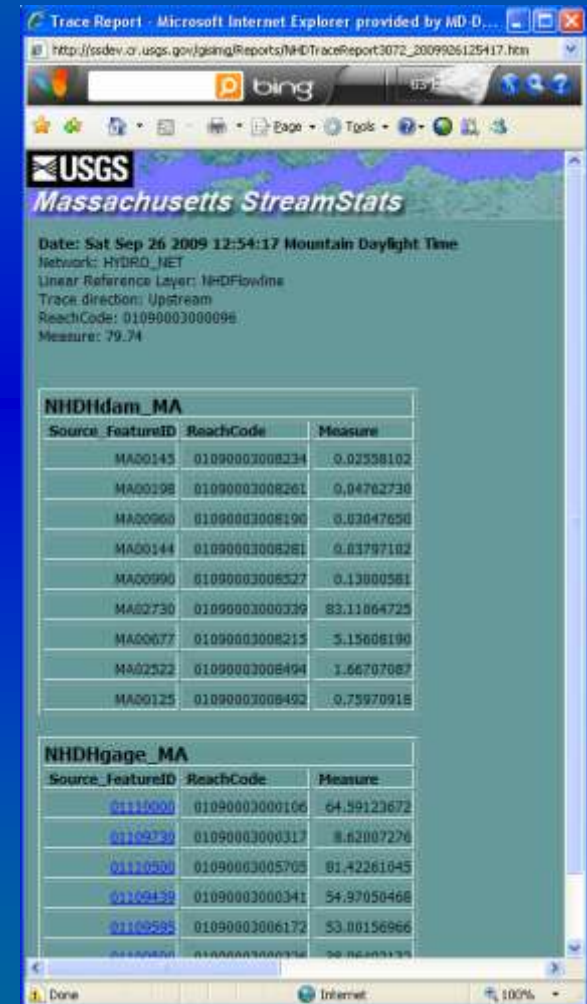 Trace Report - Microsoft Internet Explorer provided by MD-D...
http://ssdev.cr.usgs.gov/gisimg/Reports/NHDTraceReport3072_2009926125417.htm
bing
Page Tools
USGS
Massachusetts StreamStats
Date: Sat Sep 26 2009 12:54:17 Mountain Daylight Time
Network: HYDRO_NET
Linear Reference Layer: NHDFlowline
Trace direction: Upstream
ReachCode: 01090003000096
Measure: 79.74
NHDHdam_MA
Source_FeatureID ReachCode Measure
MA00145 01090003008234 0.02558102
MA00198 01090003008261 0.04762730
MA00960 01090003008190 0.03047650
MA00144 01090003008281 0.03797102
MA00990 01090003008527 0.13000581
MA02730 01090003000339 83.11064725
MA00677 01090003008215 5.15608190
MA02522 01090003008494 1.66707087
MA00125 01090003008492 0.75970918
NHDHgage_MA
Source_FeatureID ReachCode Measure
01110000 01090003000106 64.59123672
01109730 01090003000317 8.62007276
01110500 01090003005705 81.42261045
01109439 01090003000341 54.97050468
01109595 01090003006172 53.00156966
Done Internet 100%